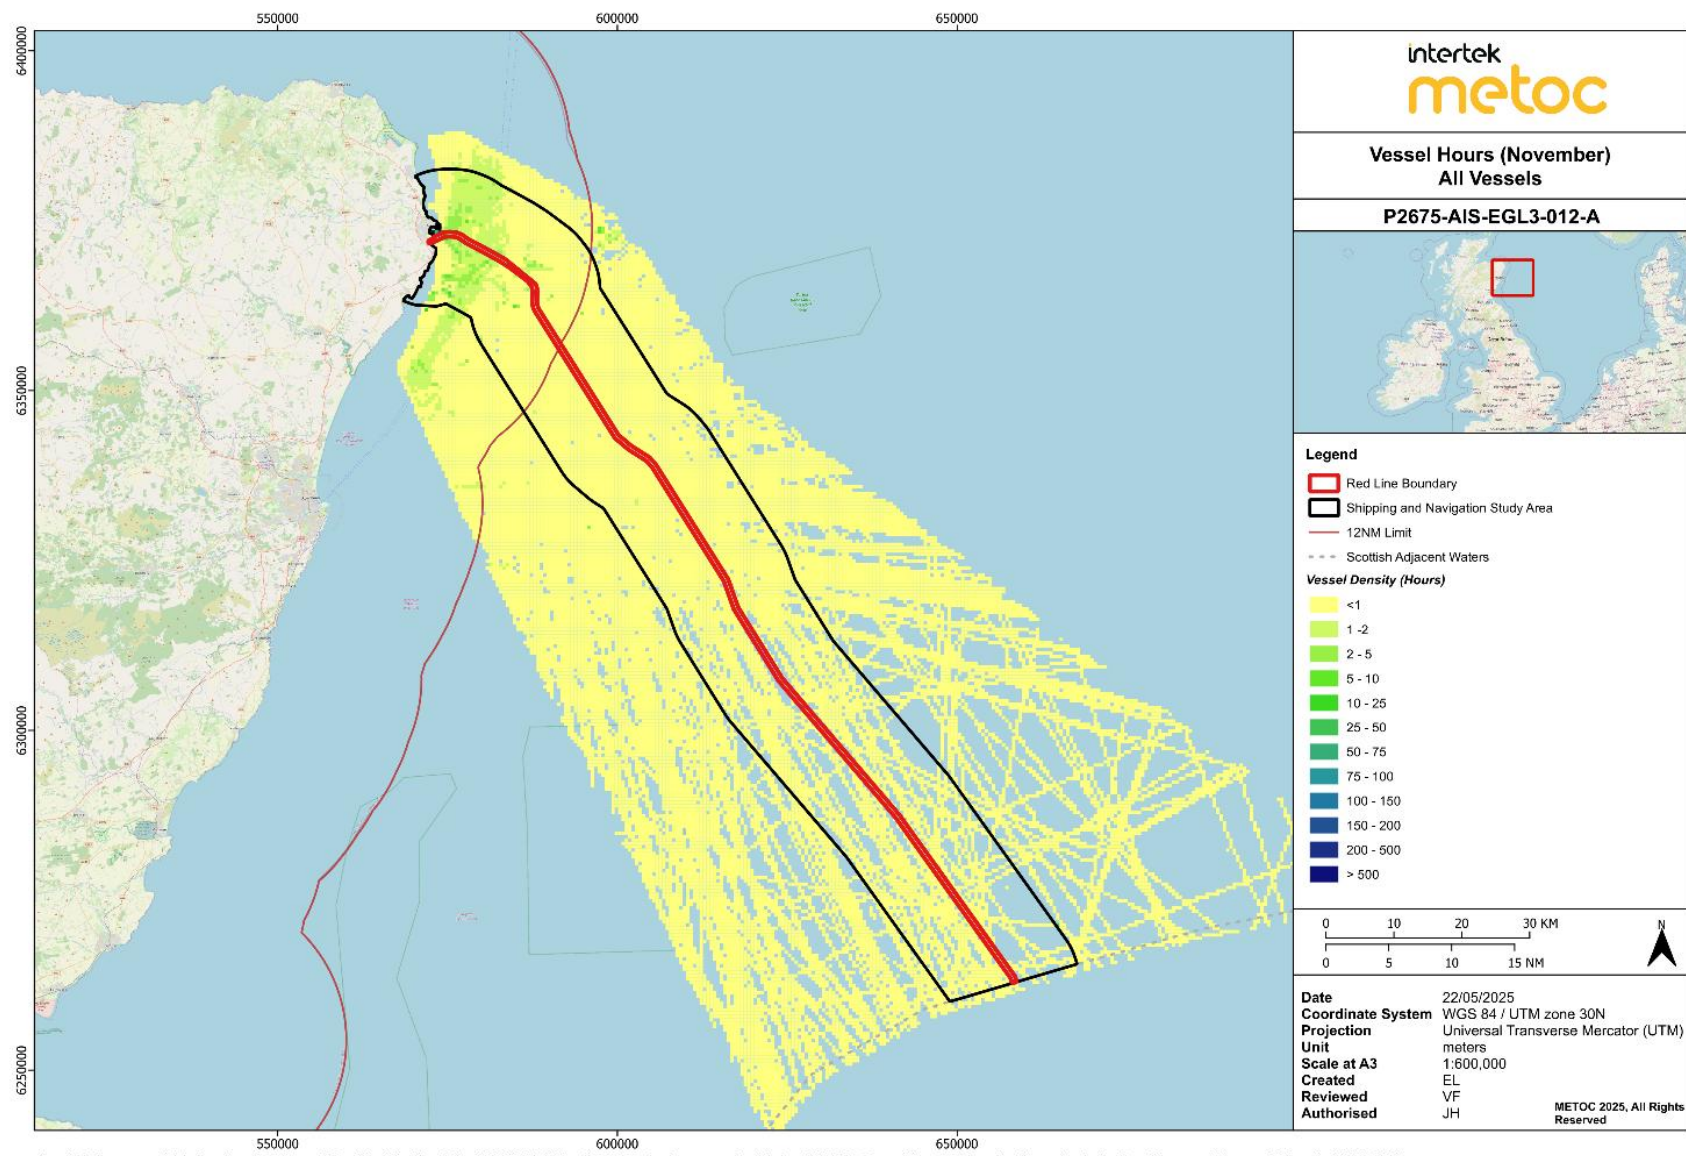 550000
600000
650000
6400000
6350000
6300000
6250000
550000
600000
650000
intertek
metoc
Vessel Hours (November)
All Vessels
P2675-AIS-EGL3-012-A
Legend
Red Line Boundary
Shipping and Navigation Study Area
12NM Limit
Scottish Adjacent Waters
Vessel Density (Hours)
<1
1 -2
2 - 5
5 - 10
10 - 25
25 - 50
50 - 75
75 - 100
100 - 150
150 - 200
200 - 500
> 500
0 10 20 30 KM
0 5 10 15 NM
N
Date 22/05/2025
Coordinate System WGS 84 / UTM zone 30N
Projection Universal Transverse Mercator (UTM)
Unit meters
Scale at A3 1:600,000
Created EL
Reviewed VF
Authorised JH
METOC 2025, All Rights
Reserved